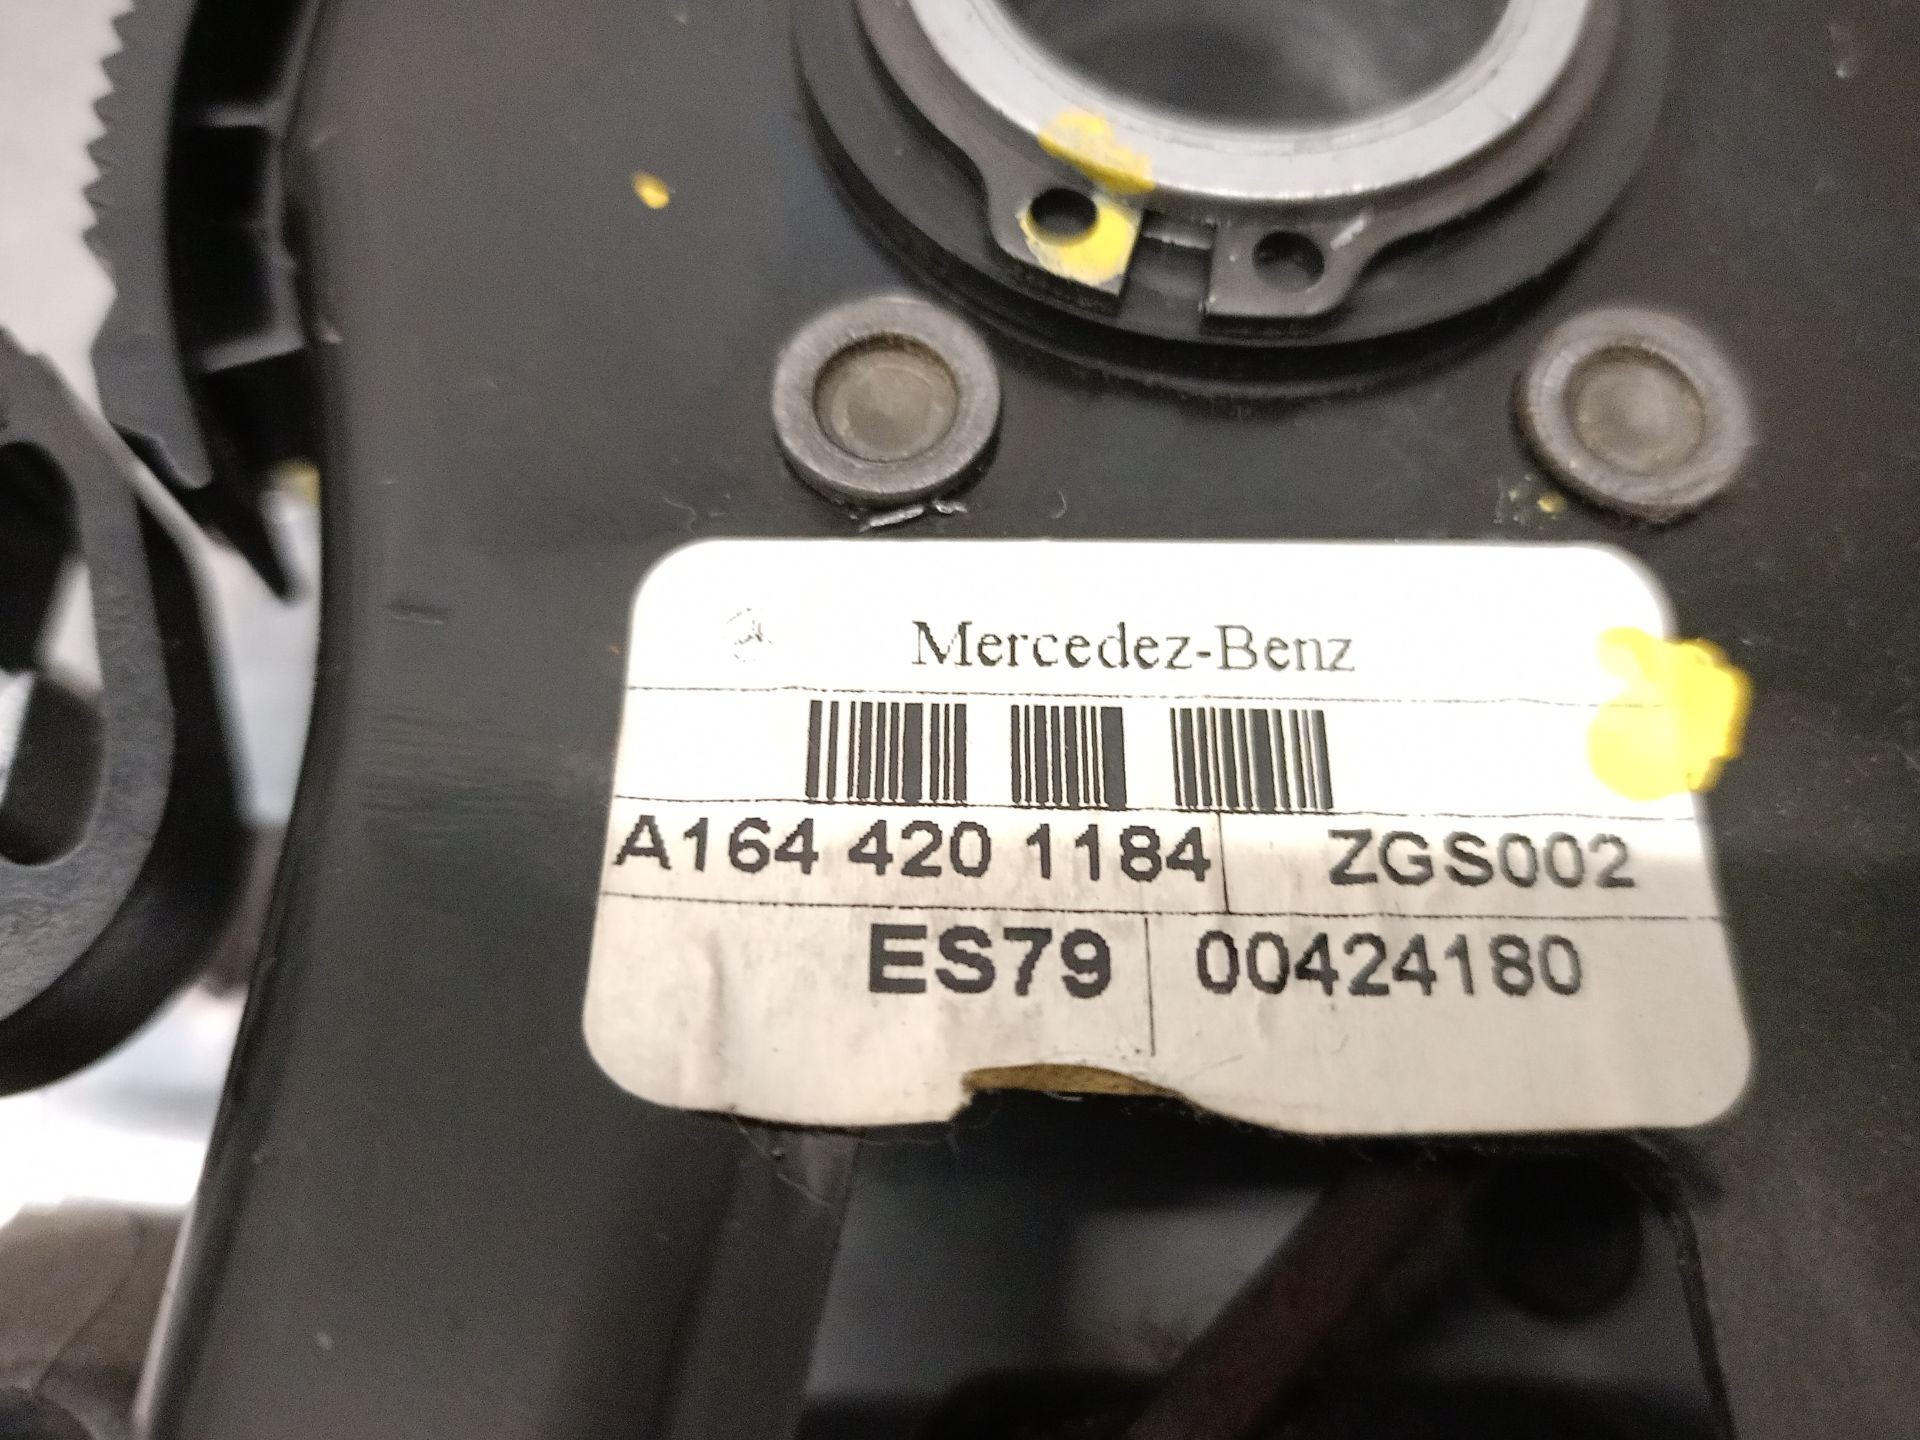 Mercedez-Benz
A164 420 1184 ZGS002
ES79 00424180